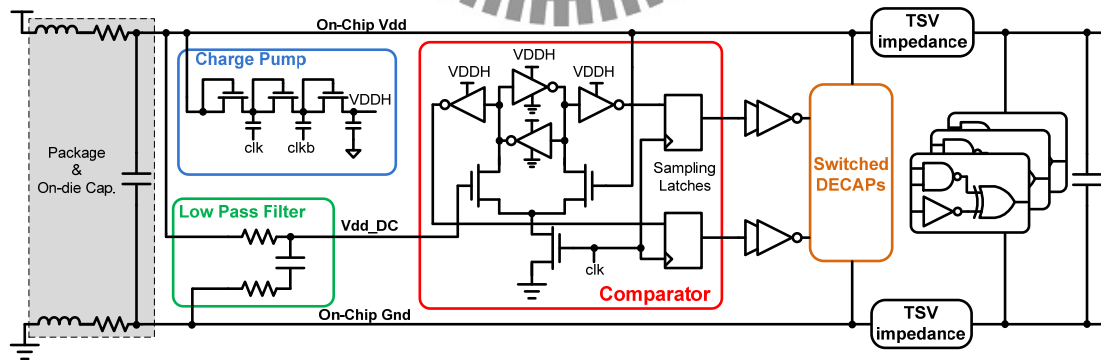 On-Chip Vdd
TSV
impedance
Charge Pump
VDDH
clk
clkb
Package
&
On-die Cap.
Low Pass Filter
Vdd_DC
VDDH
VDDH
VDDH
clk
Comparator
Sampling
Latches
Switched
DECAPs
On-Chip Gnd
TSV
impedance